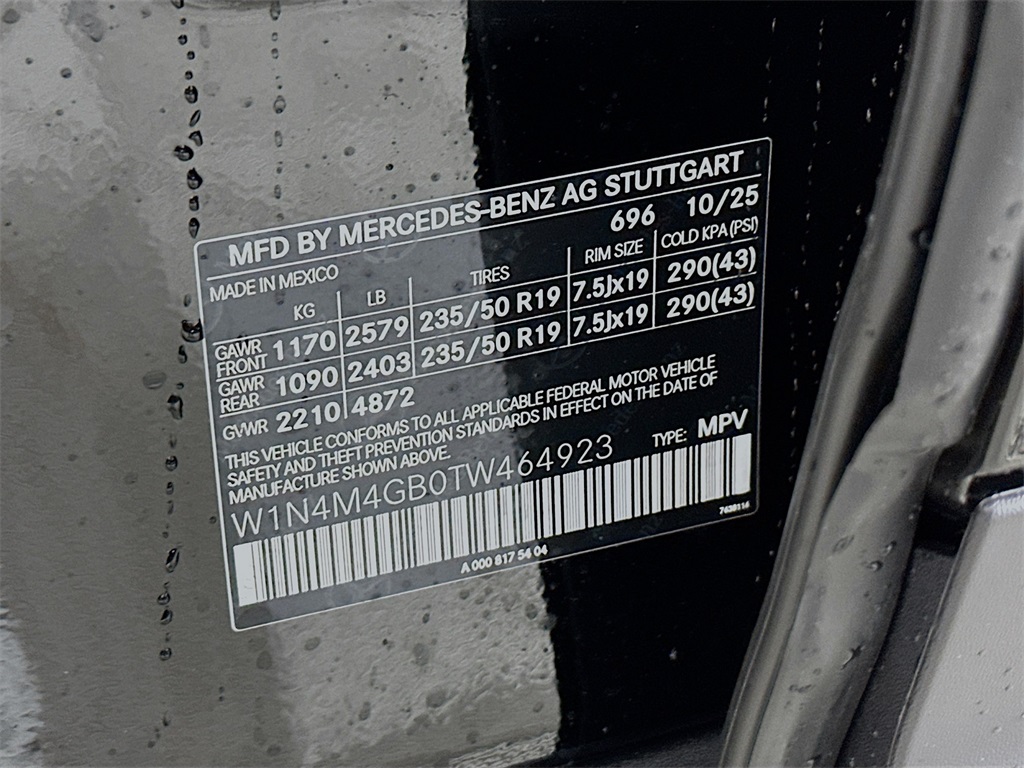 MFD BY MERCEDES-BENZ AG STUTTGART
MADE IN MEXICO 696 10/25
KG LB TIRES RIM SIZE COLD KPA (PSI)
GAWR FRONT 1170 2579 235/50 R19 7.5Jx19 290(43)
GAWR REAR 1090 2403 235/50 R19 7.5Jx19 290(43)
GVWR 2210 4872
THIS VEHICLE CONFORMS TO ALL APPLICABLE FEDERAL MOTOR VEHICLE
SAFETY AND THEFT PREVENTION STANDARDS IN EFFECT ON THE DATE OF
MANUFACTURE SHOWN ABOVE.
TYPE: MPV
W1N4M4GB0TW464923
A 000 817 54 04
7630116